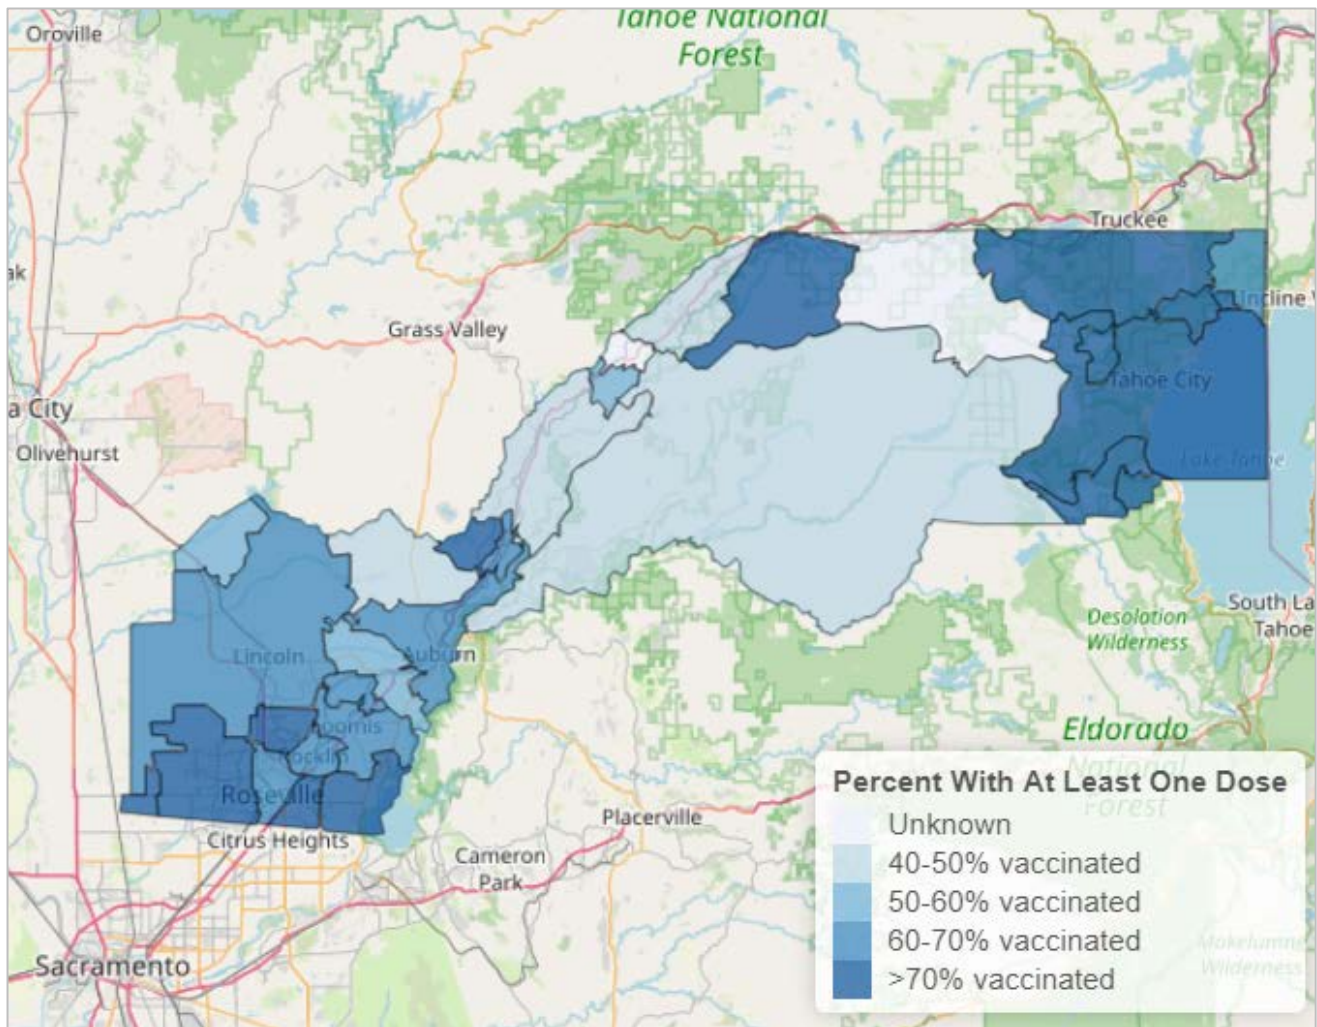 Tahoe National
Forest
Oroville
Truckee
Incline V
Grass Valley
Tahoe City
a City
Olivehurst
Lake Tahoe
South La
Tahoe
Desolation
Wilderness
Lincoln
Auburn
Loomis
Rocklin
Roseville
Eldorado
National
Forest
Citrus Heights
Placerville
Cameron
Park
Sacramento
Mokelumne
Wilderness
Percent With At Least One Dose
Unknown
40-50% vaccinated
50-60% vaccinated
60-70% vaccinated
>70% vaccinated